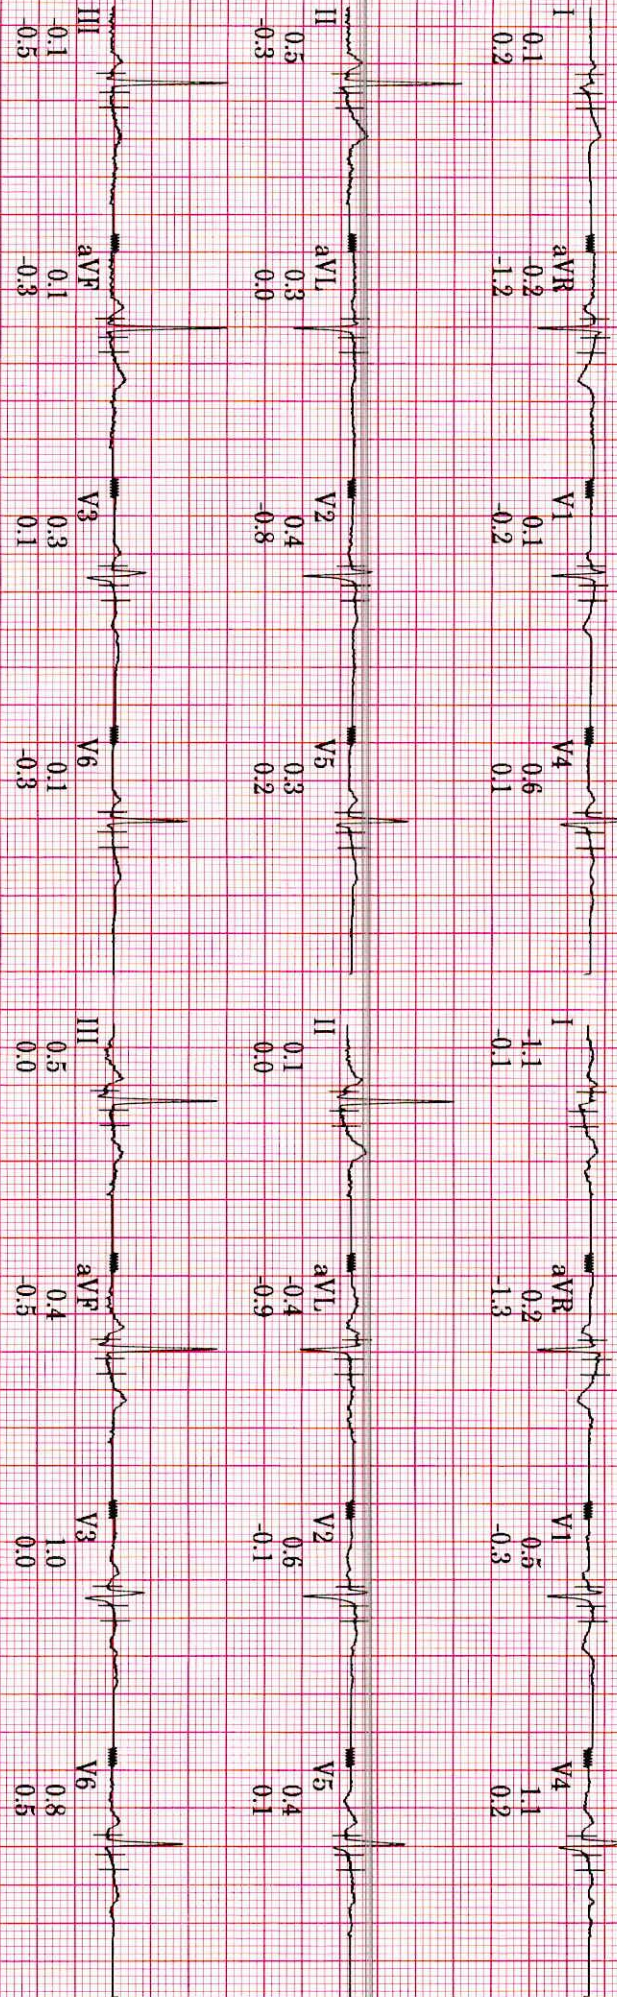 I aVR V1 V4 I aVR V1 V4
0.1 -0.2 0.1 0.6 -1.1 0.2 0.5 1.1
0.2 -1.2 -0.2 0.1 -0.1 -1.3 -0.3 0.2
II aVL V2 V5 II aVL V2 V5
0.5 0.3 0.4 0.3 0.1 -0.4 0.6 0.4
-0.3 0.0 -0.8 0.2 0.0 -0.9 -0.1 0.1
III aVF V3 V6 III aVF V3 V6
-0.1 0.1 0.3 0.1 0.5 0.4 1.0 0.8
-0.5 -0.3 0.1 -0.3 0.0 -0.5 0.0 0.5